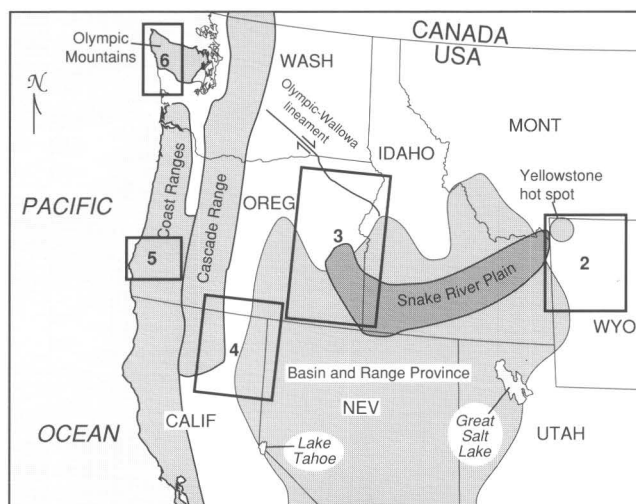 CANADA
USA
Olympic
Mountains
6
WASH
N
Olympic-Wallowa
lineament
MONT
IDAHO
Yellowstone
hot spot
PACIFIC
Coast Ranges
Cascade Range
OREG
3
2
5
Snake River Plain
WYO
4
Basin and Range Province
CALIF
NEV
OCEAN
Lake
Tahoe
Great
Salt
Lake
UTAH